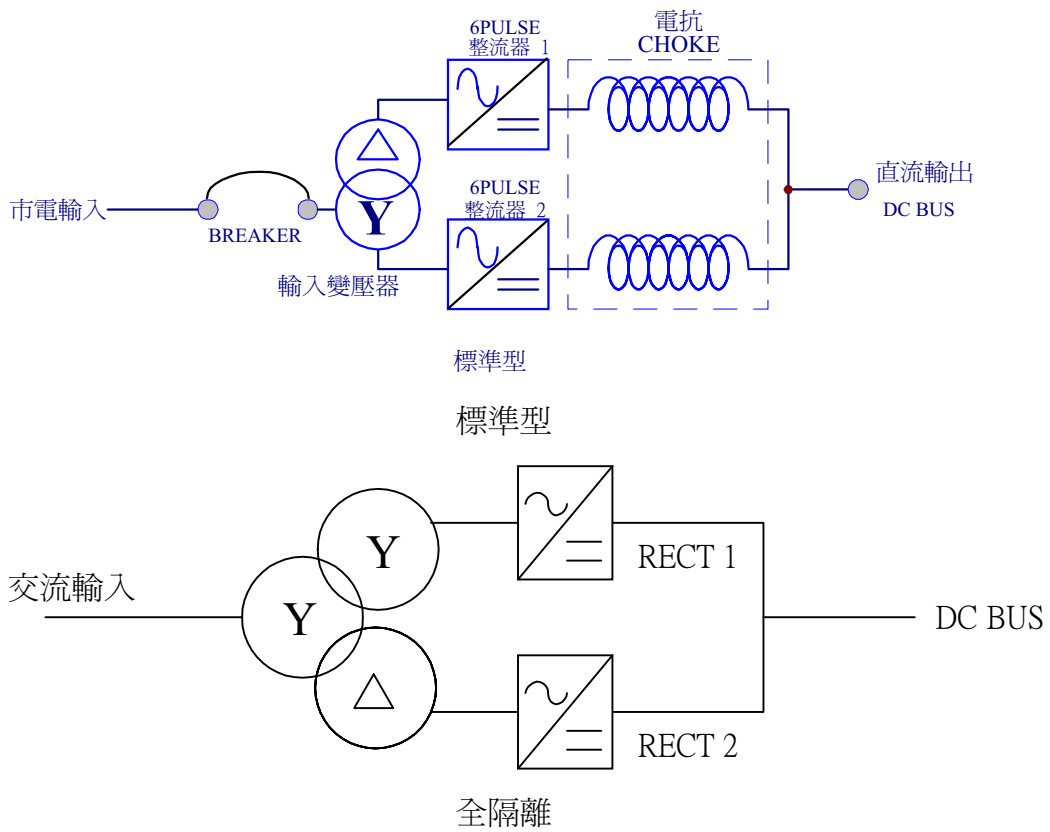 6PULSE
整流器 1
電抗
CHOKE
△
市電輸入
BREAKER
Y
輸入變壓器
6PULSE
整流器 2
直流輸出
DC BUS
標準型
標準型
Y
RECT 1
交流輸入
Y
DC BUS
△
RECT 2
全隔離